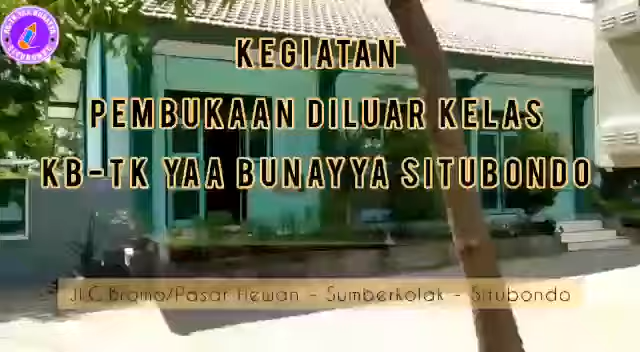 KEGIATAN
PEMBUKAAN DILUAR KELAS
KB-TK YAA BUNAYYA SITUBONDO
Jl.C.Bromo/Pasar Hewan - Sumberkolak - Situbondo